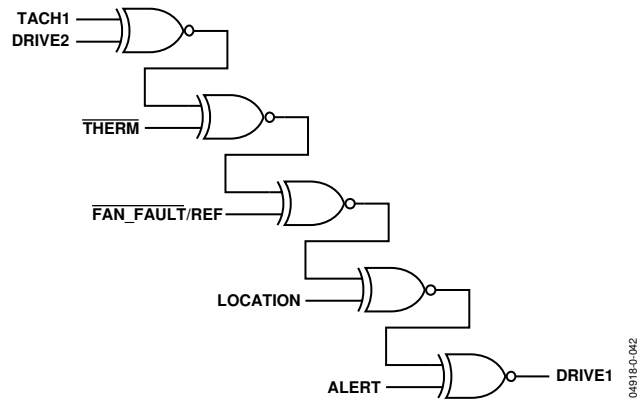 TACH1
DRIVE2
THERM
FAN_FAULT/REF
LOCATION
ALERT
DRIVE1
04918-0-042